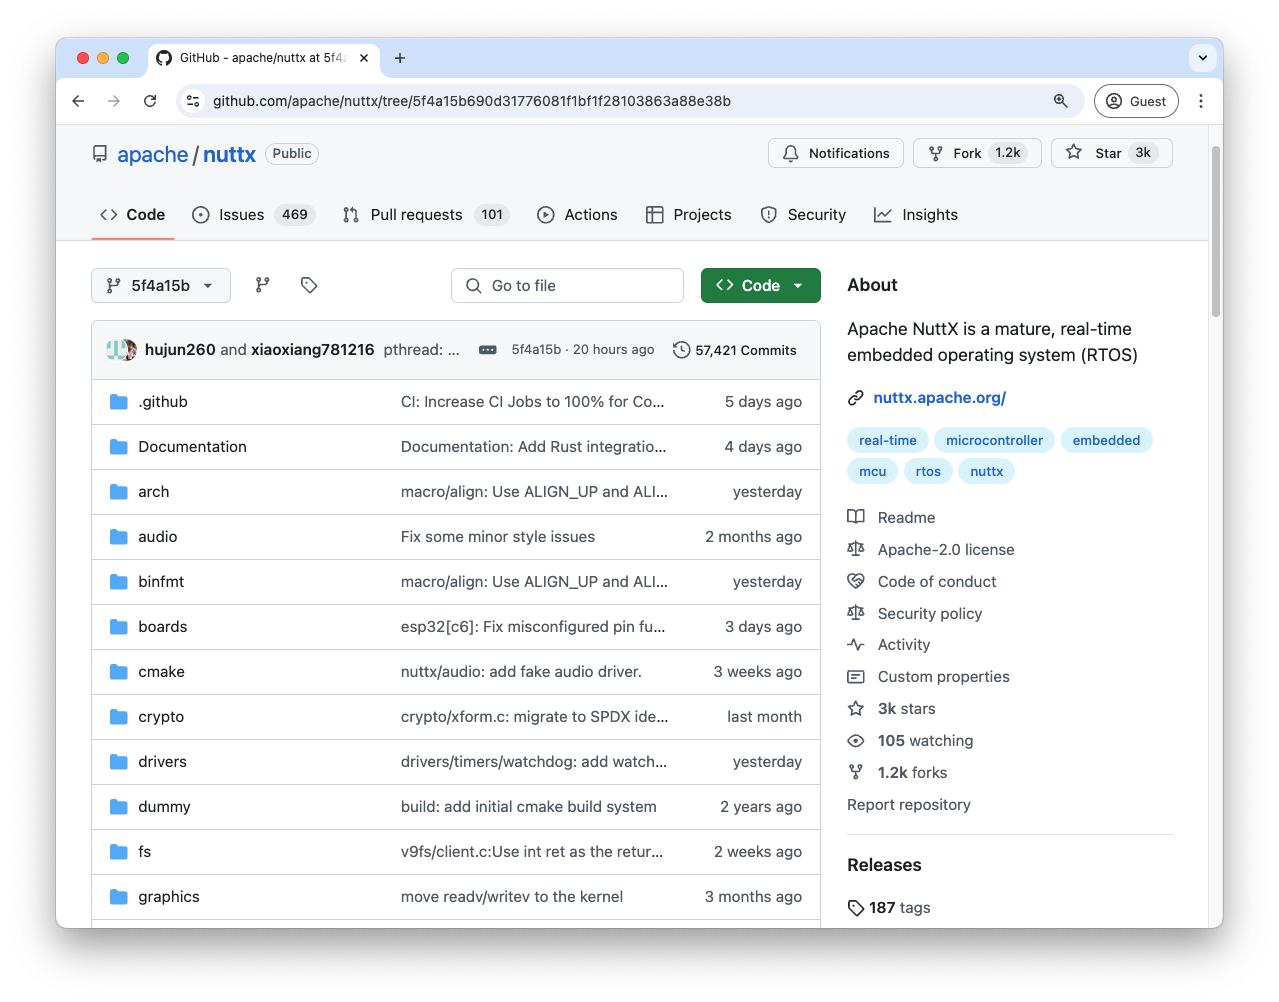 GitHub - apache/nuttx at 5f4a
github.com/apache/nuttx/tree/5f4a15b690d31776081f1bf1f28103863a88e38b
Guest
apache / nuttx Public
Notifications
Fork 1.2k
Star 3k
Code
Issues 469
Pull requests 101
Actions
Projects
Security
Insights
5f4a15b
Go to file
Code
hujun260 and xiaoxiang781216 pthread: ... 5f4a15b · 20 hours ago 57,421 Commits
.github CI: Increase CI Jobs to 100% for Co... 5 days ago
Documentation Documentation: Add Rust integratio... 4 days ago
arch macro/align: Use ALIGN_UP and ALI... yesterday
audio Fix some minor style issues 2 months ago
binfmt macro/align: Use ALIGN_UP and ALI... yesterday
boards esp32[c6]: Fix misconfigured pin fu... 3 days ago
cmake nuttx/audio: add fake audio driver. 3 weeks ago
crypto crypto/xform.c: migrate to SPDX ide... last month
drivers drivers/timers/watchdog: add watch... yesterday
dummy build: add initial cmake build system 2 years ago
fs v9fs/client.c:Use int ret as the retur... 2 weeks ago
graphics move readv/writev to the kernel 3 months ago
About
Apache NuttX is a mature, real-time
embedded operating system (RTOS)
nuttx.apache.org/
real-time microcontroller embedded
mcu rtos nuttx
Readme
Apache-2.0 license
Code of conduct
Security policy
Activity
Custom properties
3k stars
105 watching
1.2k forks
Report repository
Releases
187 tags